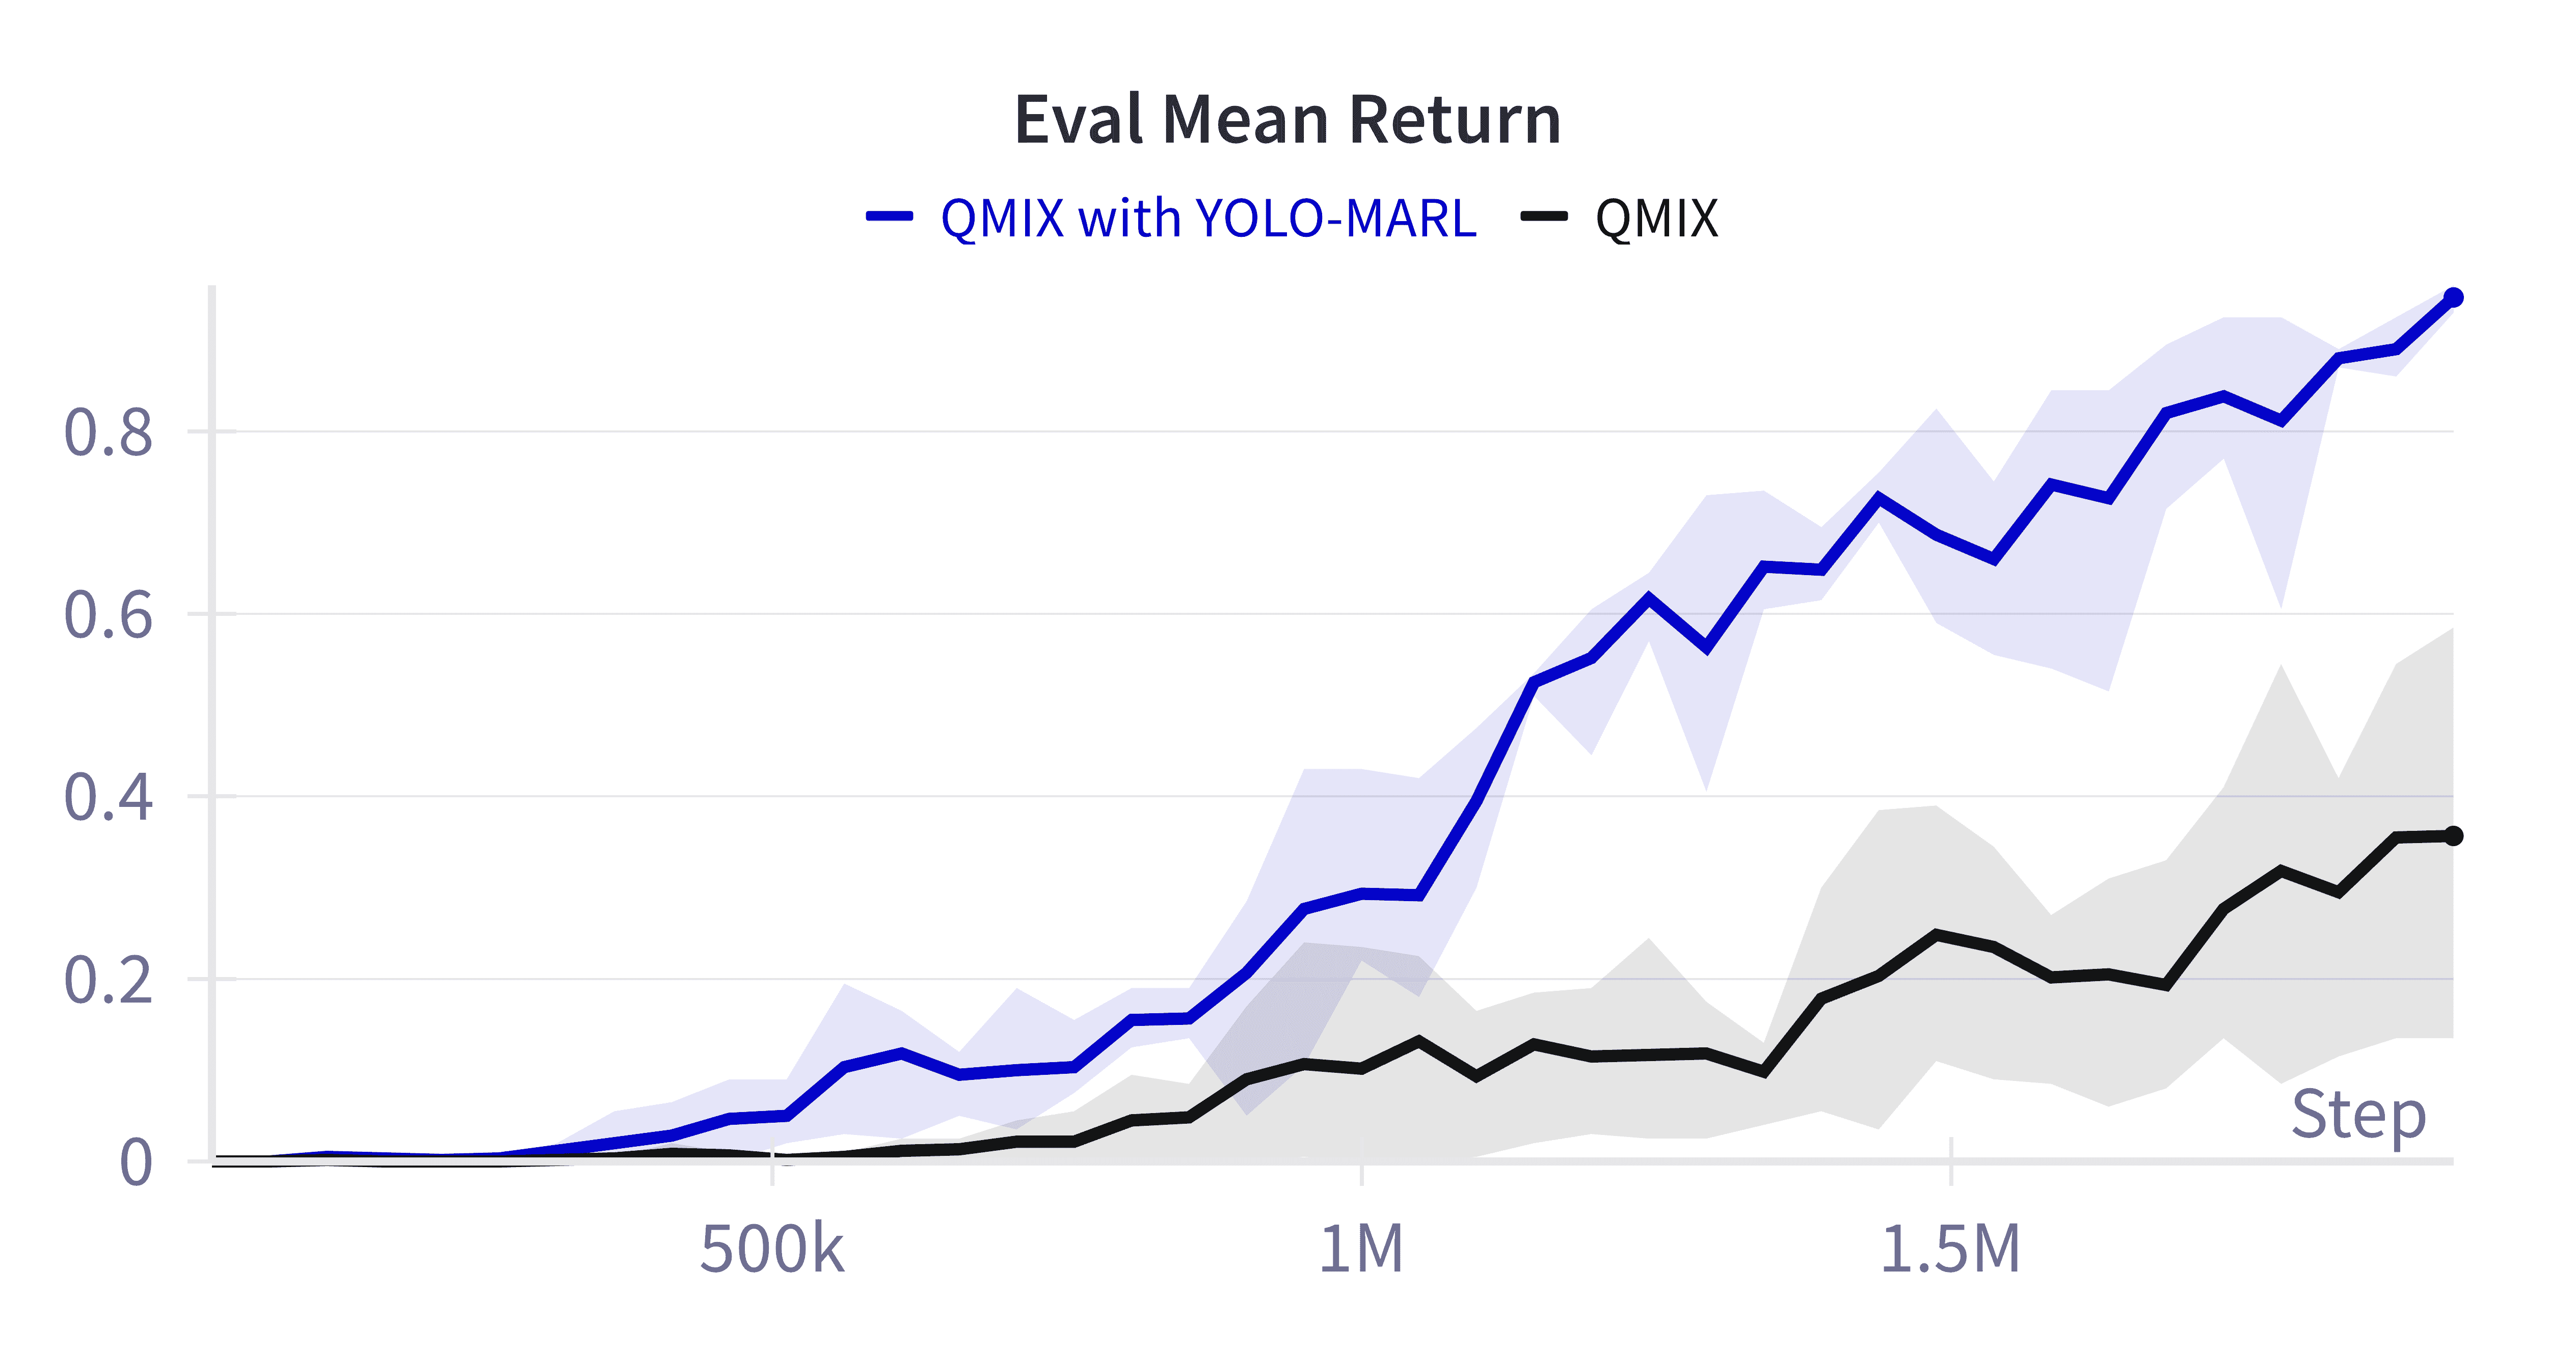 Eval Mean Return
QMIX with YOLO-MARL QMIX
0.8
0.6
0.4
0.2
0
Step
500k 1M 1.5M